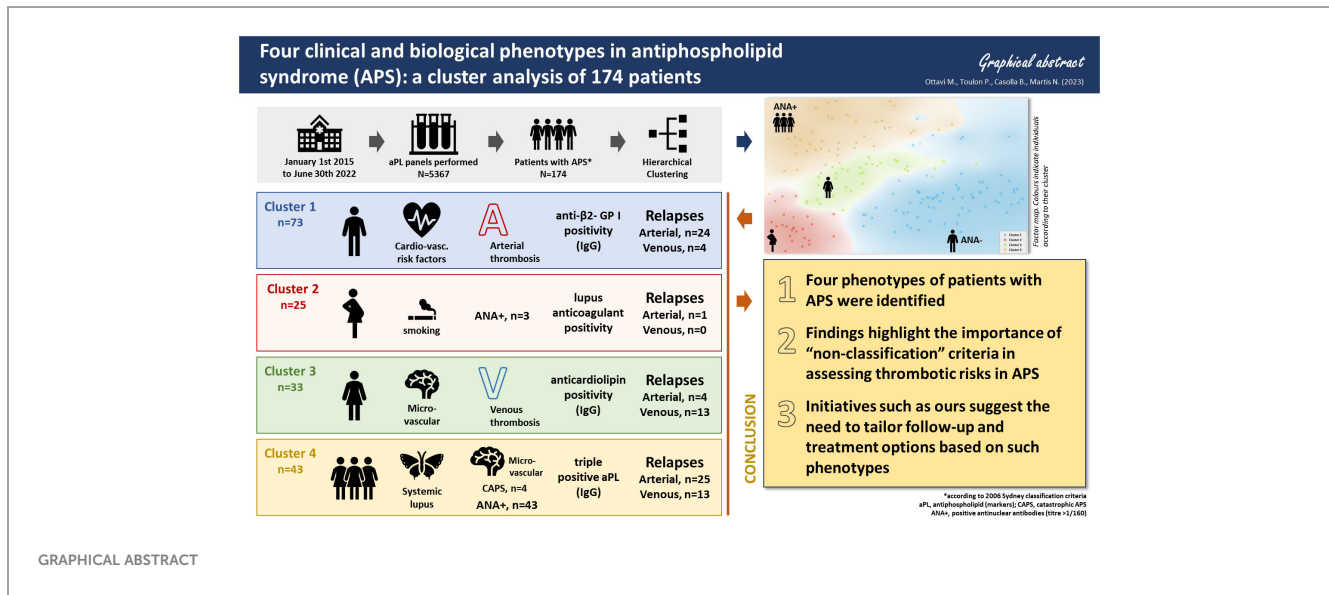 Four clinical and biological phenotypes in antiphospholipid
syndrome (APS): a cluster analysis of 174 patients
Graphical abstract
Ottavi M., Toulon P., Casolla B., Martis N. (2023)
January 1st 2015
to June 30th 2022
aPL panels performed
N=5367
Patients with APS*
N=174
Hierarchical
Clustering
Cluster 1
n=73
Cardio-vasc.
risk factors
A
Arterial
thrombosis
anti-β2- GP I
positivity
(IgG)
Relapses
Arterial, n=24
Venous, n=4
Cluster 2
n=25
smoking
ANA+, n=3
lupus
anticoagulant
positivity
Relapses
Arterial, n=1
Venous, n=0
Cluster 3
n=33
Micro-
vascular
V
Venous
thrombosis
anticardiolipin
positivity
(IgG)
Relapses
Arterial, n=4
Venous, n=13
Cluster 4
n=43
Systemic
lupus
Micro-
vascular
CAPS, n=4
ANA+, n=43
triple
positive aPL
(IgG)
Relapses
Arterial, n=25
Venous, n=13
ANA+
ANA-
Cluster 1
Cluster 2
Cluster 3
Cluster 4
Factor map. Colours indicate individuals
according to their cluster
CONCLUSION
1 Four phenotypes of patients with
APS were identified
2 Findings highlight the importance of
“non-classification” criteria in
assessing thrombotic risks in APS
3 Initiatives such as ours suggest the
need to tailor follow-up and
treatment options based on such
phenotypes
*according to 2006 Sydney classification criteria
aPL, antiphospholipid (markers); CAPS, catastrophic APS
ANA+, positive antinuclear antibodies (titre >1/160)
GRAPHICAL ABSTRACT